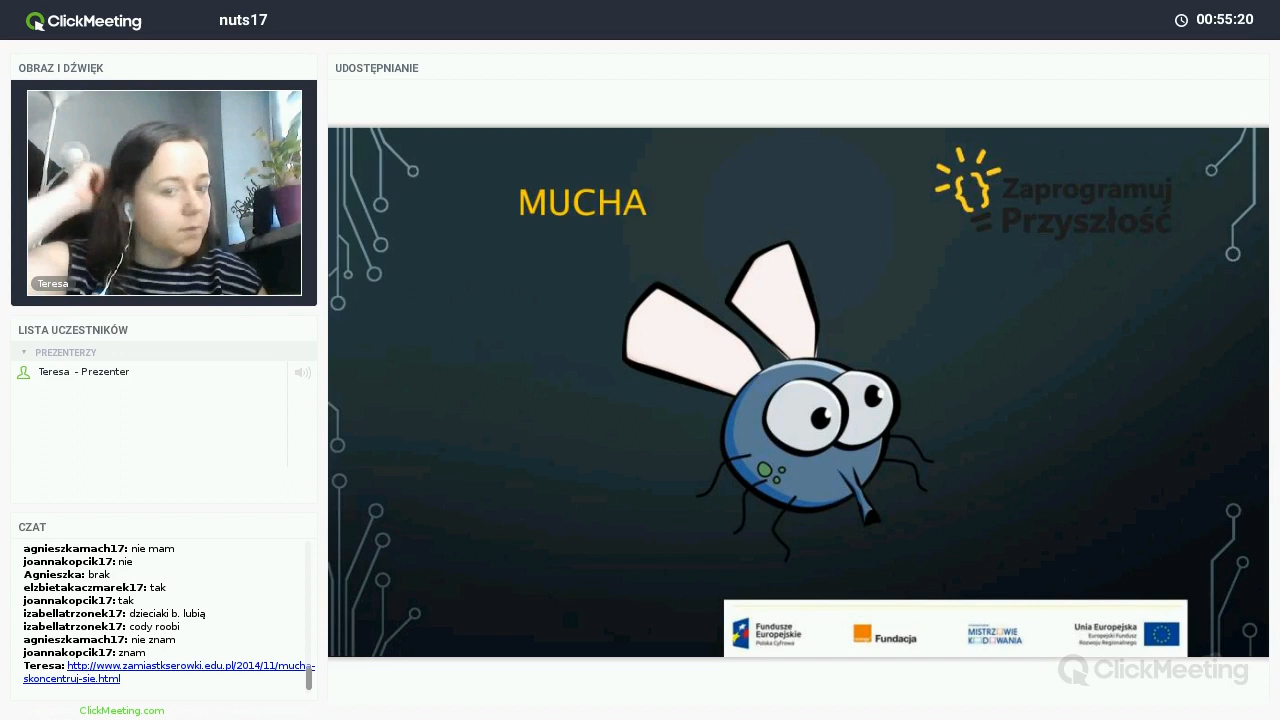 ClickMeeting
nuts17
00:55:20
OBRAZ I DŹWIĘK
UDOSTĘPNIANIE
MUCHA
Zaprogramuj
Przyszłość
Teresa
LISTA UCZESTNIKÓW
PREZENTERZY
Teresa - Prezenter
CZAT
agnieszkamach17: nie mam
joannakopcik17: nie
Agnieszka: brak
elzbietakaczmarek17: tak
joannakopcik17: tak
izabellatrzonek17: dzieciaki b. lubią
izabellatrzonek17: cody roobi
agnieszkamach17: nie znam
joannakopcik17: znam
Teresa: http://www.zamiastkserowki.edu.pl/2014/11/mucha-
skoncentruj-sie.html
Fundusze
Europejskie
Polska Cyfrowa
Fundacja
MISTRZOWIE
KODOWANIA
Unia Europejska
Europejski Fundusz
Rozwoju Regionalnego
ClickMeeting
ClickMeeting.com